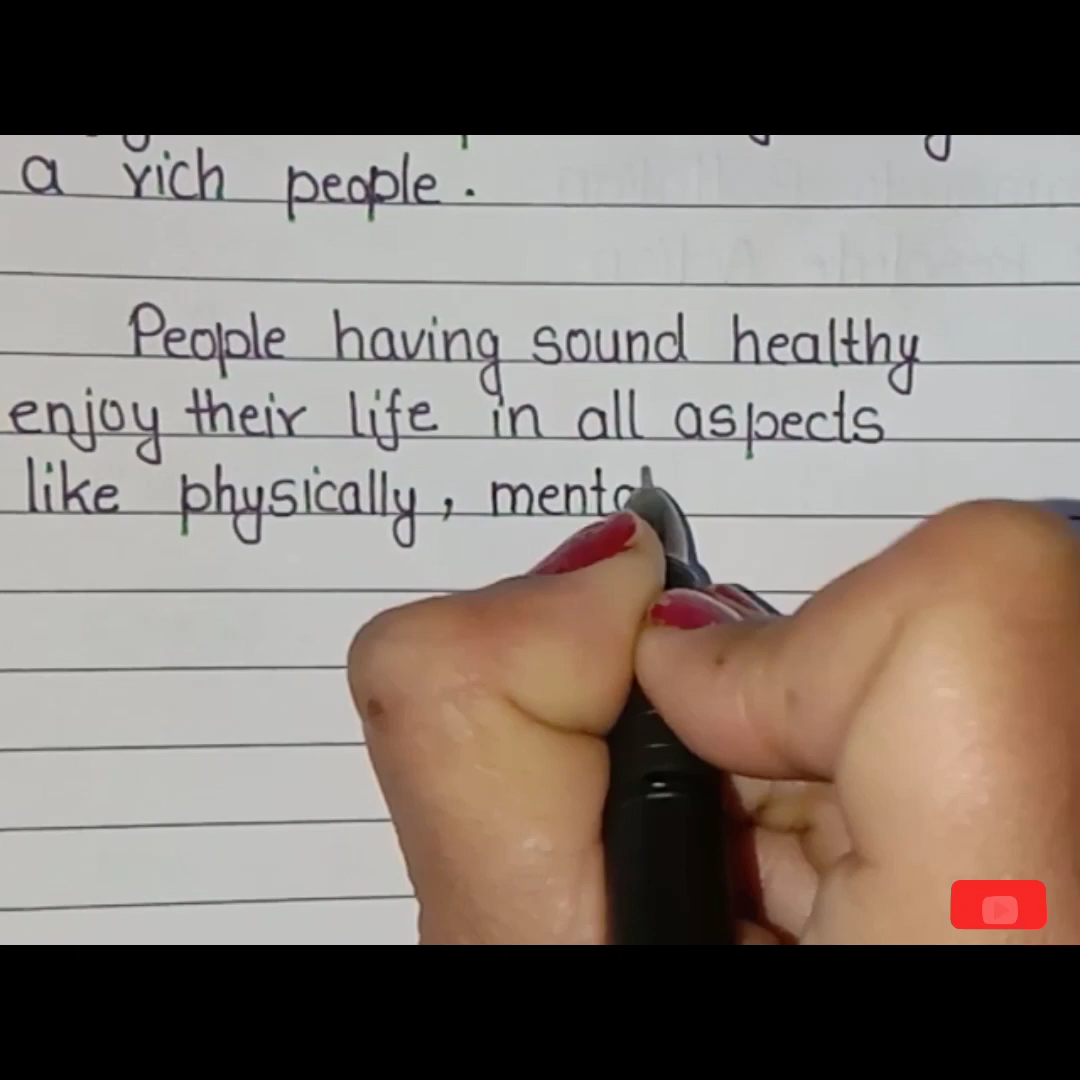 a rich people.
People having sound healthy
enjoy their life in all aspects
like physically, menta